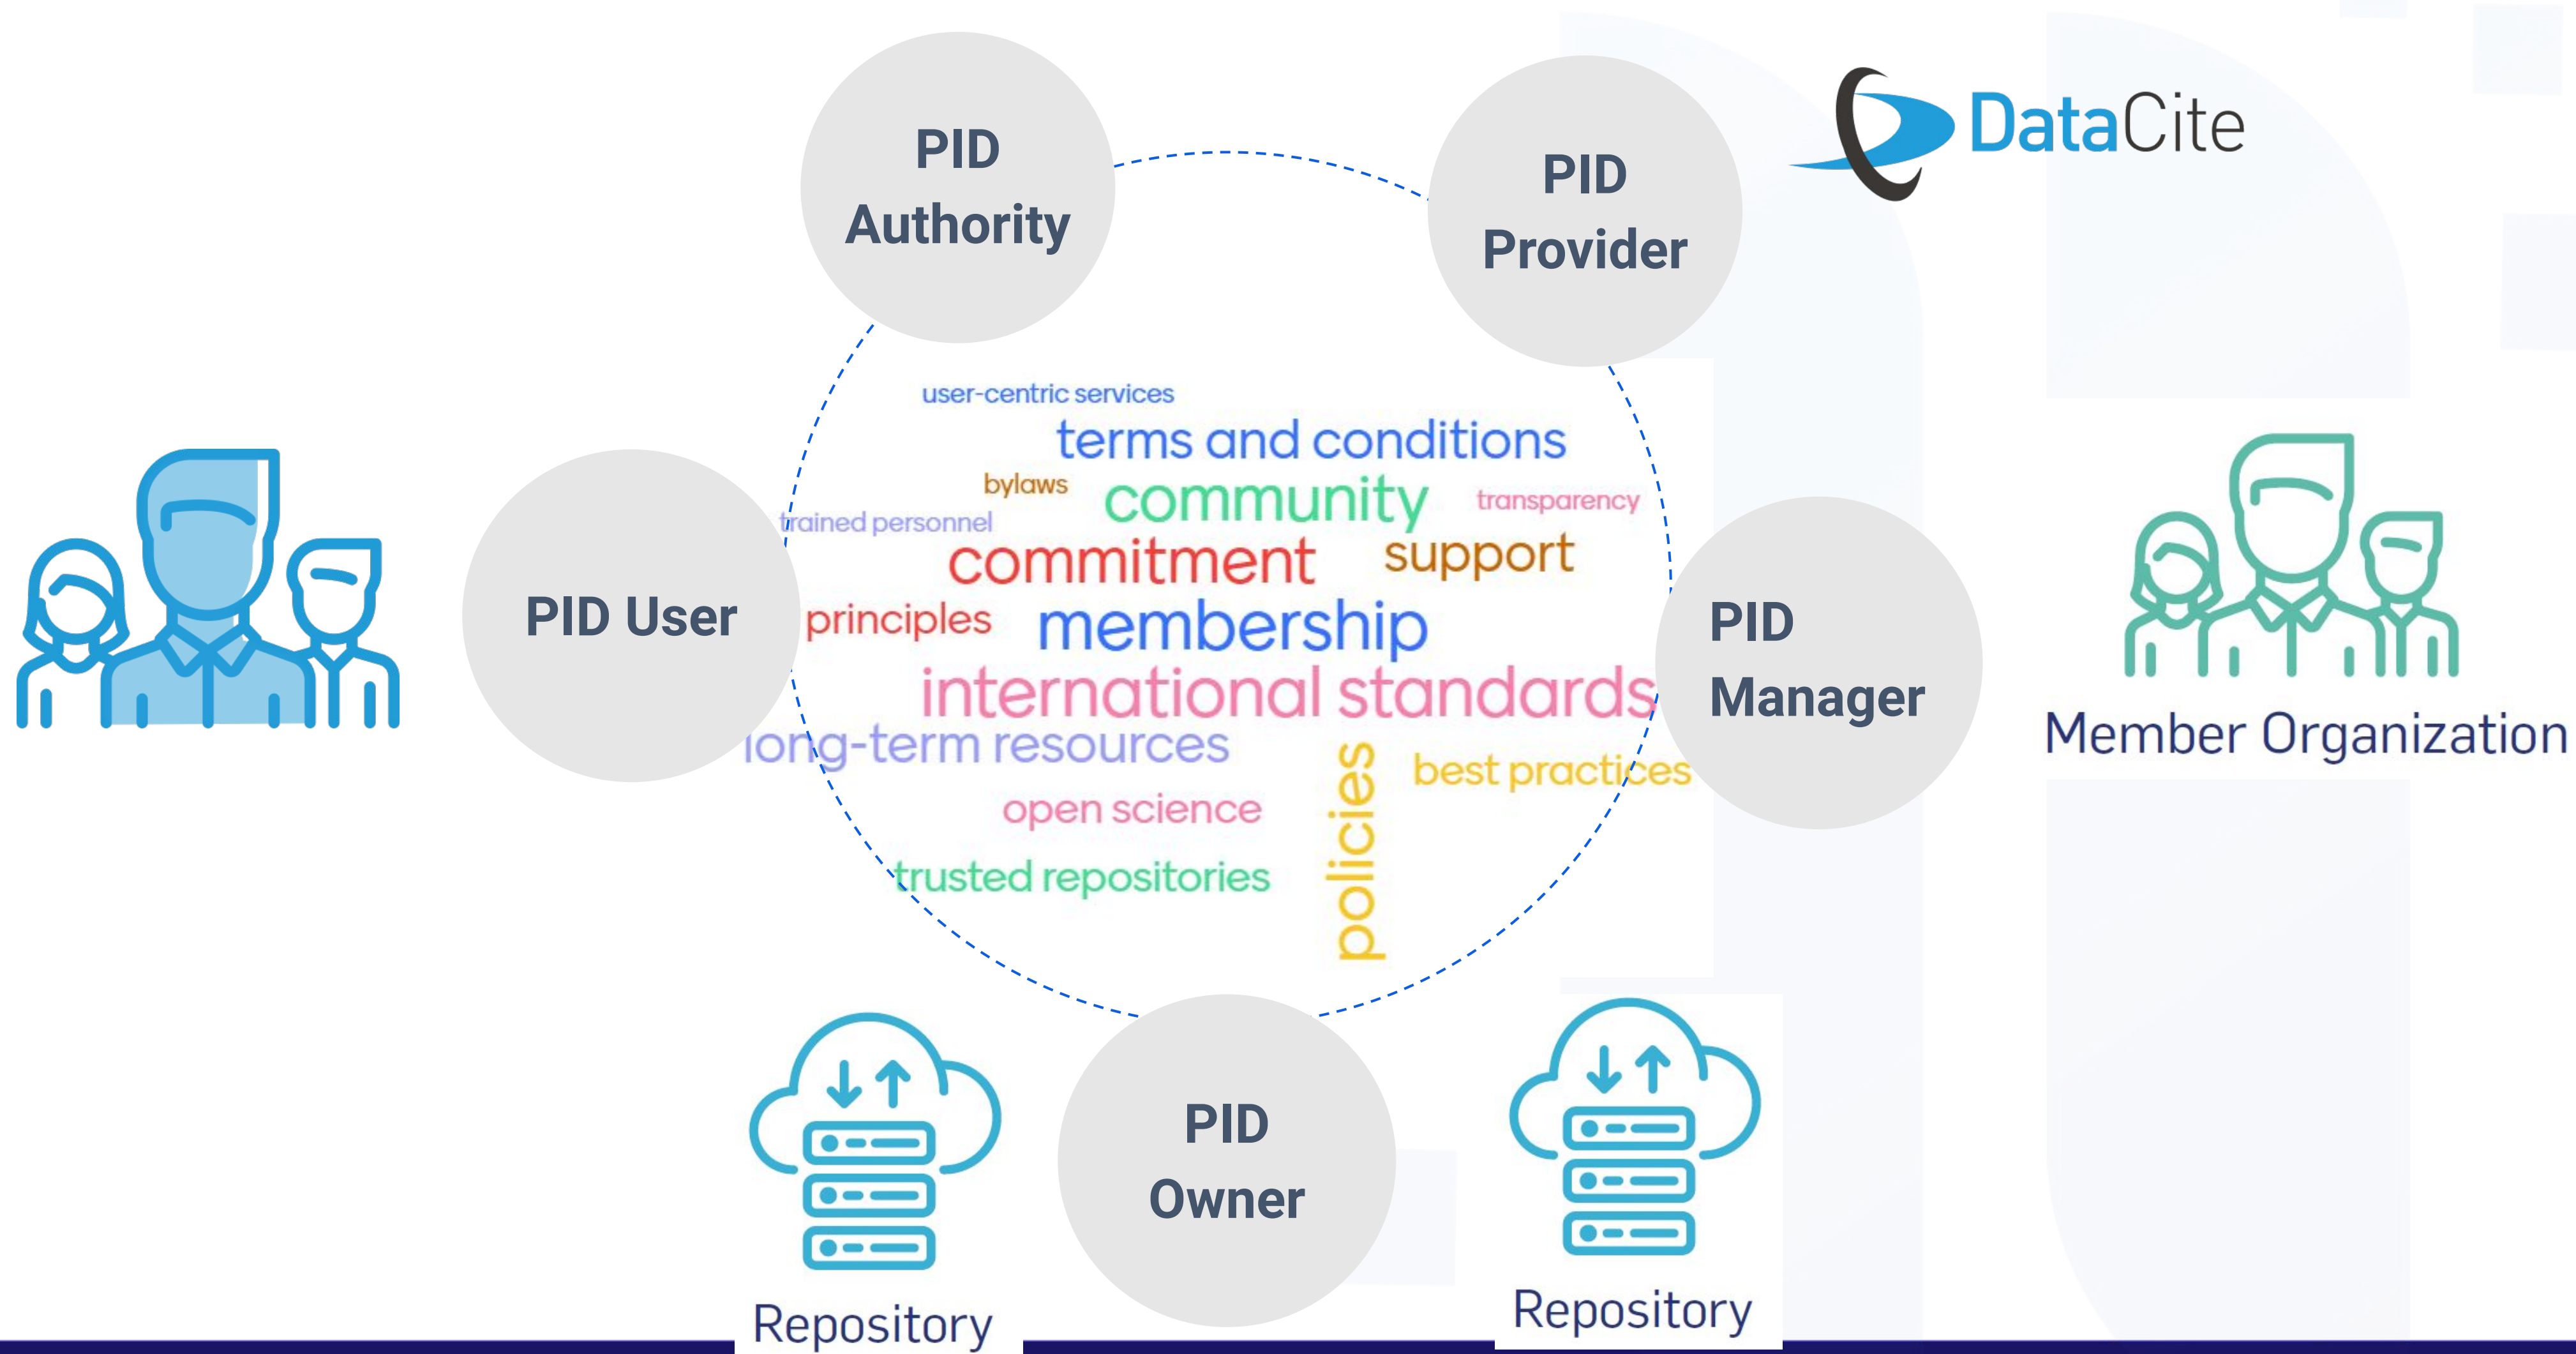 PID
Authority
PID
Provider
DataCite
user-centric services
terms and conditions
bylaws
community
transparency
trained personnel
commitment
support
PID User
principles
membership
PID
Manager
international standards
Member Organization
long-term resources
policies
best practices
open science
trusted repositories
PID
Owner
Repository
Repository